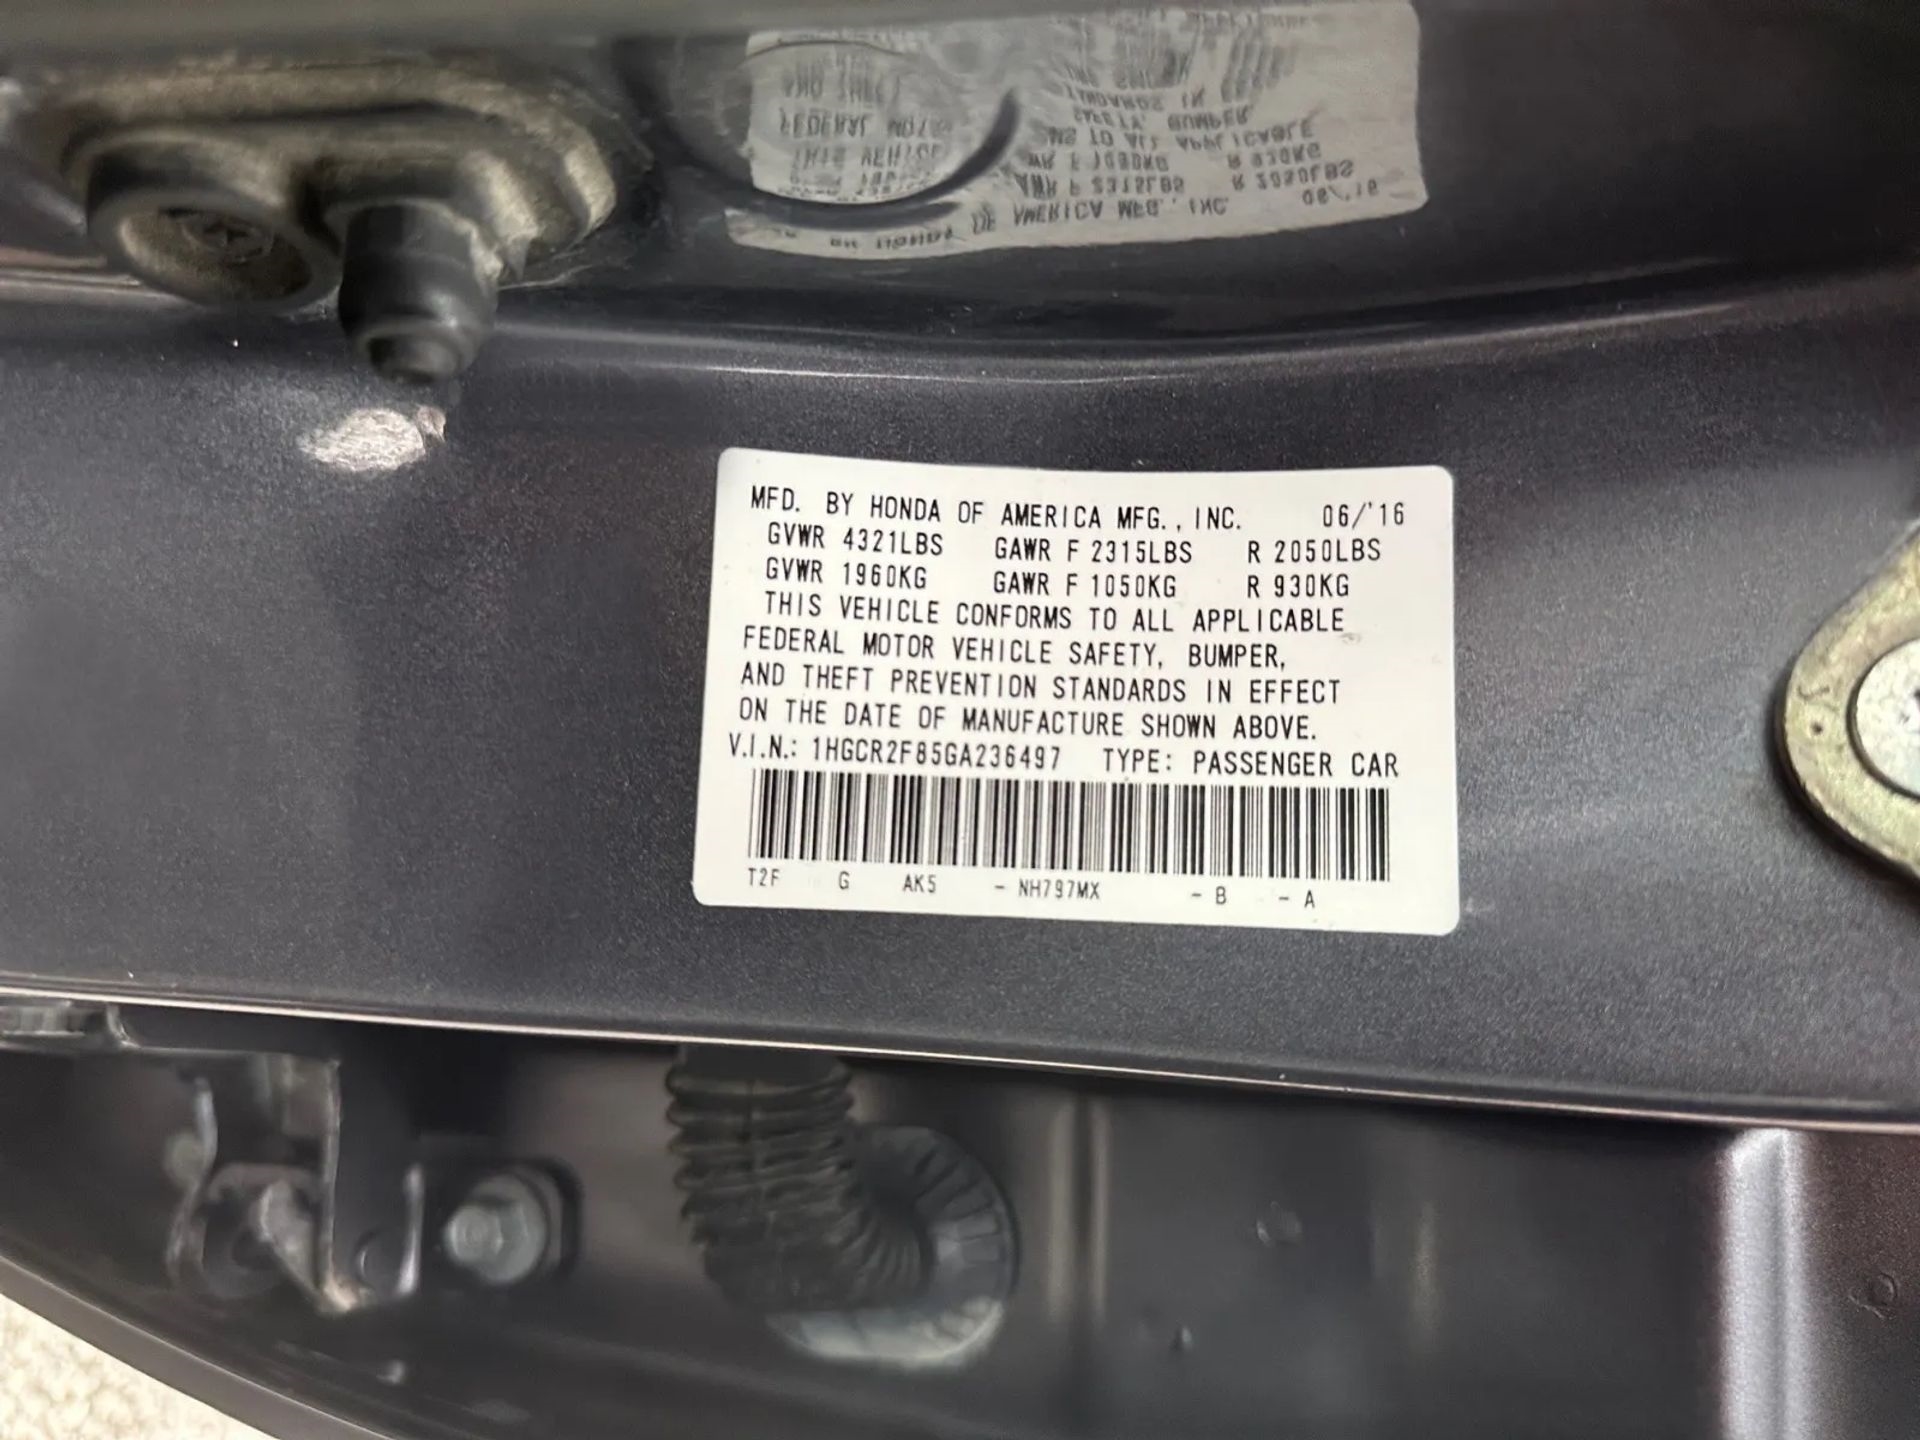 MFD. BY HONDA OF AMERICA MFG., INC. 06/'16
GVWR 4321LBS GAWR F 2315LBS R 2050LBS
GVWR 1960KG GAWR F 1050KG R 930KG
THIS VEHICLE CONFORMS TO ALL APPLICABLE
FEDERAL MOTOR VEHICLE SAFETY, BUMPER,
AND THEFT PREVENTION STANDARDS IN EFFECT
ON THE DATE OF MANUFACTURE SHOWN ABOVE.
V.I.N.: 1HGCR2F85GA236497 TYPE: PASSENGER CAR
T2F G AK5 - NH797MX - B - A